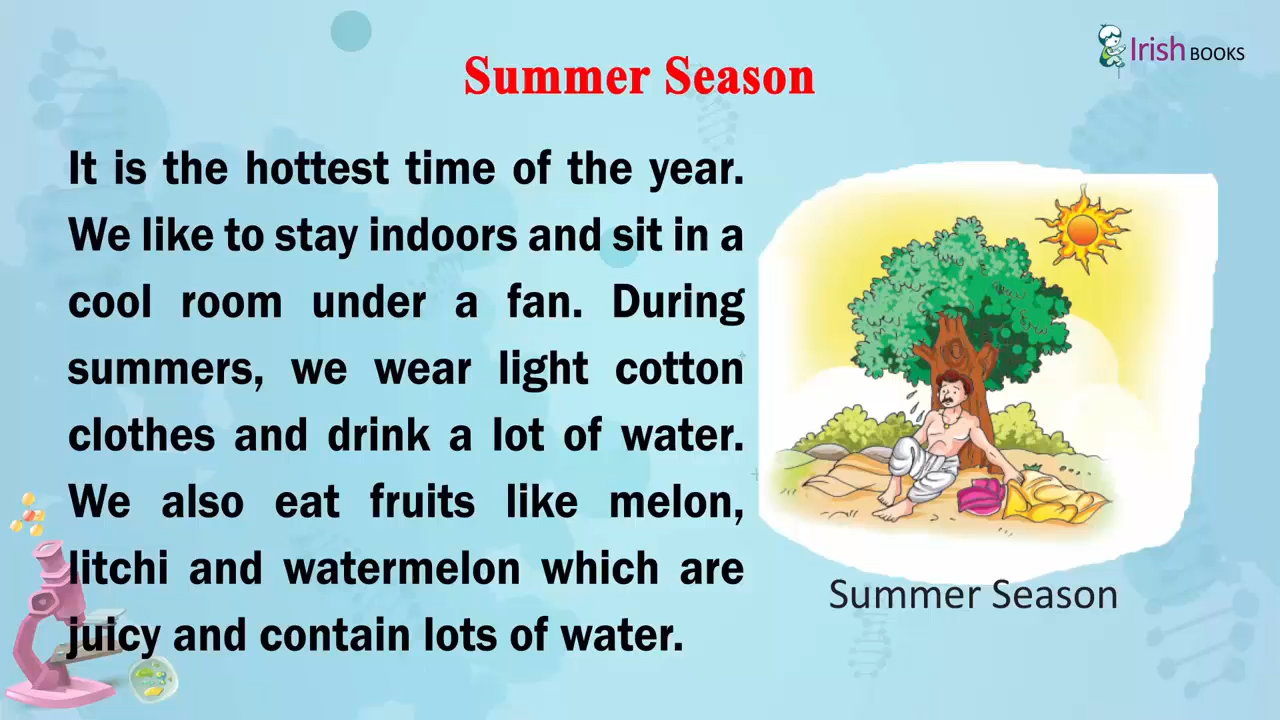 Irish BOOKS
Summer Season
It is the hottest time of the year.
We like to stay indoors and sit in a
cool room under a fan. During
summers, we wear light cotton
clothes and drink a lot of water.
We also eat fruits like melon,
litchi and watermelon which are
juicy and contain lots of water.
Summer Season